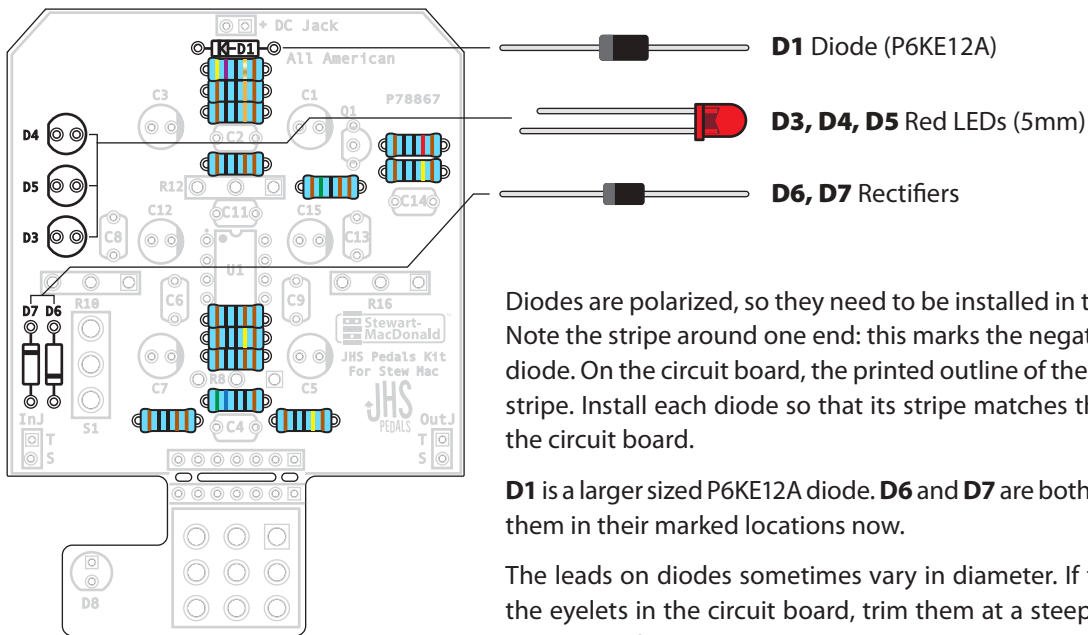 + DC Jack
D1
All American
D1 Diode (P6KE12A)
C3
C1
P78867
Q1
D4
C2
D3, D4, D5 Red LEDs (5mm)
D5
R12
C14
D6, D7 Rectifiers
C12
C11
C15
D3
C8
C13
U1
R10
C6
C9
R16
D7 D6
Stewart-
MacDonald
JHS Pedals Kit
For Stew Mac
C7
R8
C5
JHS
PEDALS
InJ
S1
C4
OutJ
T
T
S
S
D8
Diodes are polarized, so they need to be installed in
Note the stripe around one end: this marks the
diode. On the circuit board, the printed outline of the
stripe. Install each diode so that its stripe matches
the circuit board.
D1 is a larger sized P6KE12A diode. D6 and D7 are both
them in their marked locations now.
The leads on diodes sometimes vary in diameter. If
the eyelets in the circuit board, trim them at a steep